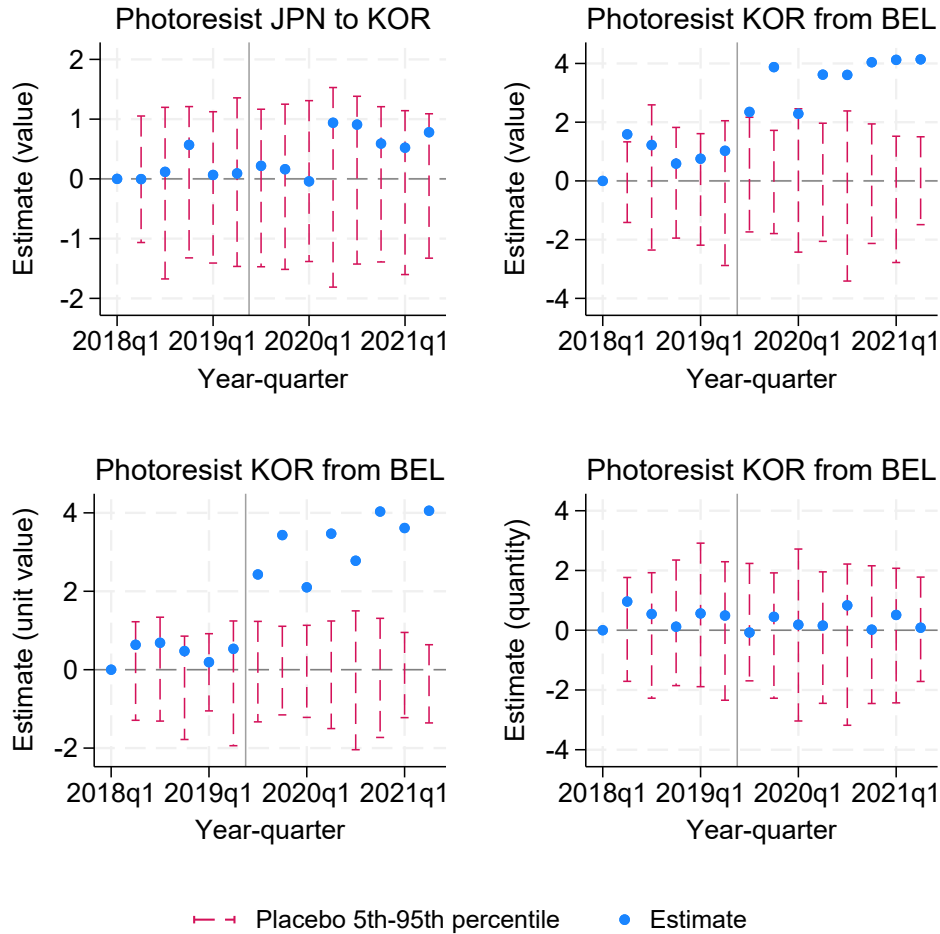 Photoresist JPN to KOR
Estimate (value)
2
1
0
-1
-2
2018q1 2019q1 2020q1 2021q1
Year-quarter
Photoresist KOR from BEL
Estimate (value)
4
2
0
-2
-4
2018q1 2019q1 2020q1 2021q1
Year-quarter
Photoresist KOR from BEL
Estimate (unit value)
4
2
0
-2
2018q1 2019q1 2020q1 2021q1
Year-quarter
Photoresist KOR from BEL
Estimate (quantity)
4
2
0
-2
-4
2018q1 2019q1 2020q1 2021q1
Year-quarter
Placebo 5th-95th percentile
Estimate